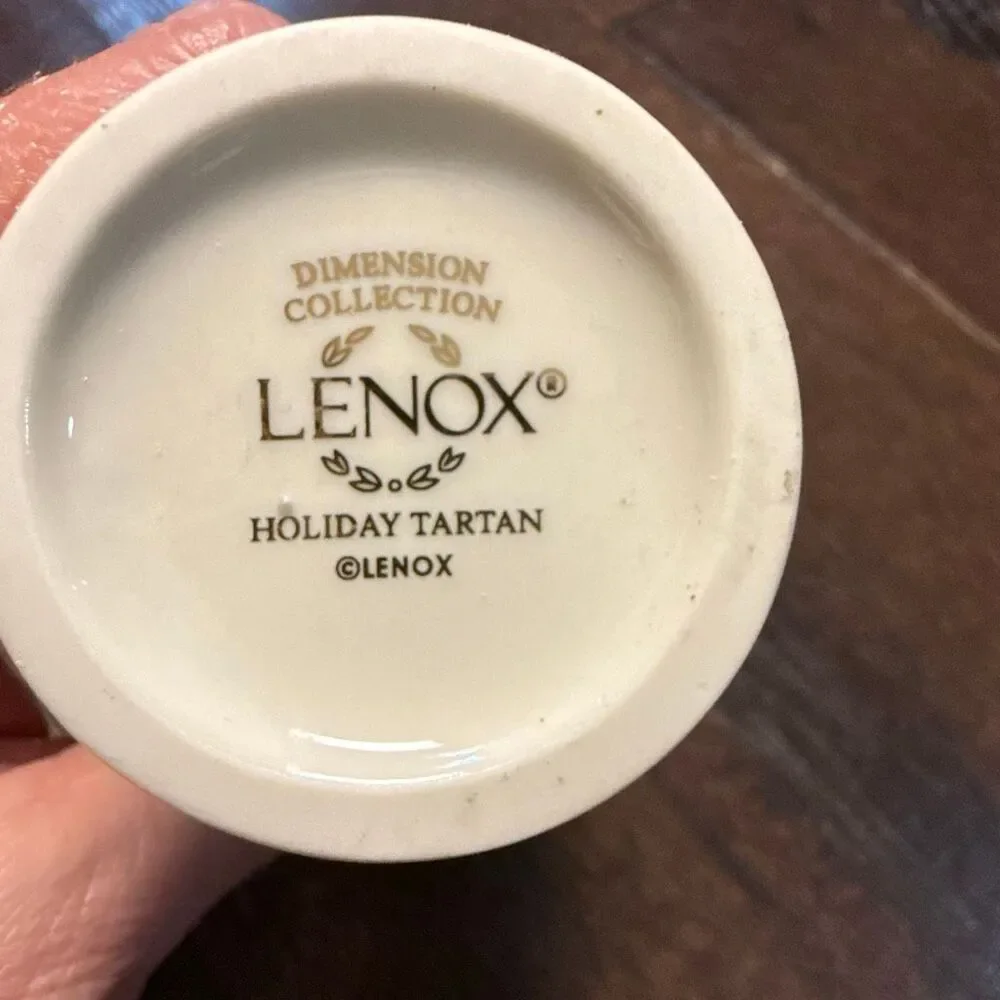 DIMENSION
COLLECTION
LENOX®
HOLIDAY TARTAN
©LENOX